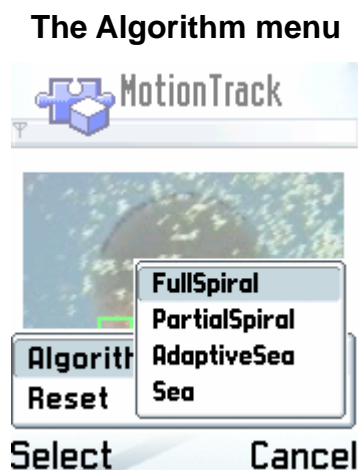 The Algorithm menu
MotionTrack
FullSpiral
PartialSpiral
AdaptiveSea
Sea
Algorith
Reset
Select Cancel